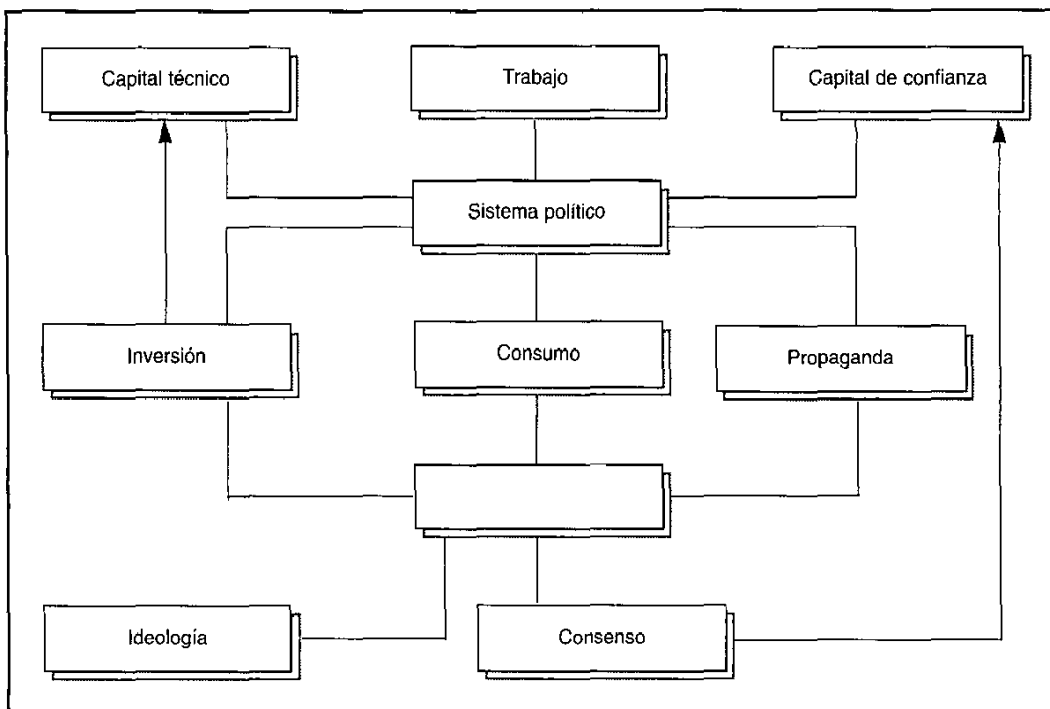 Capital técnico
Trabajo
Capital de confianza
Sistema político
Inversión
Consumo
Propaganda
Ideología
Consenso